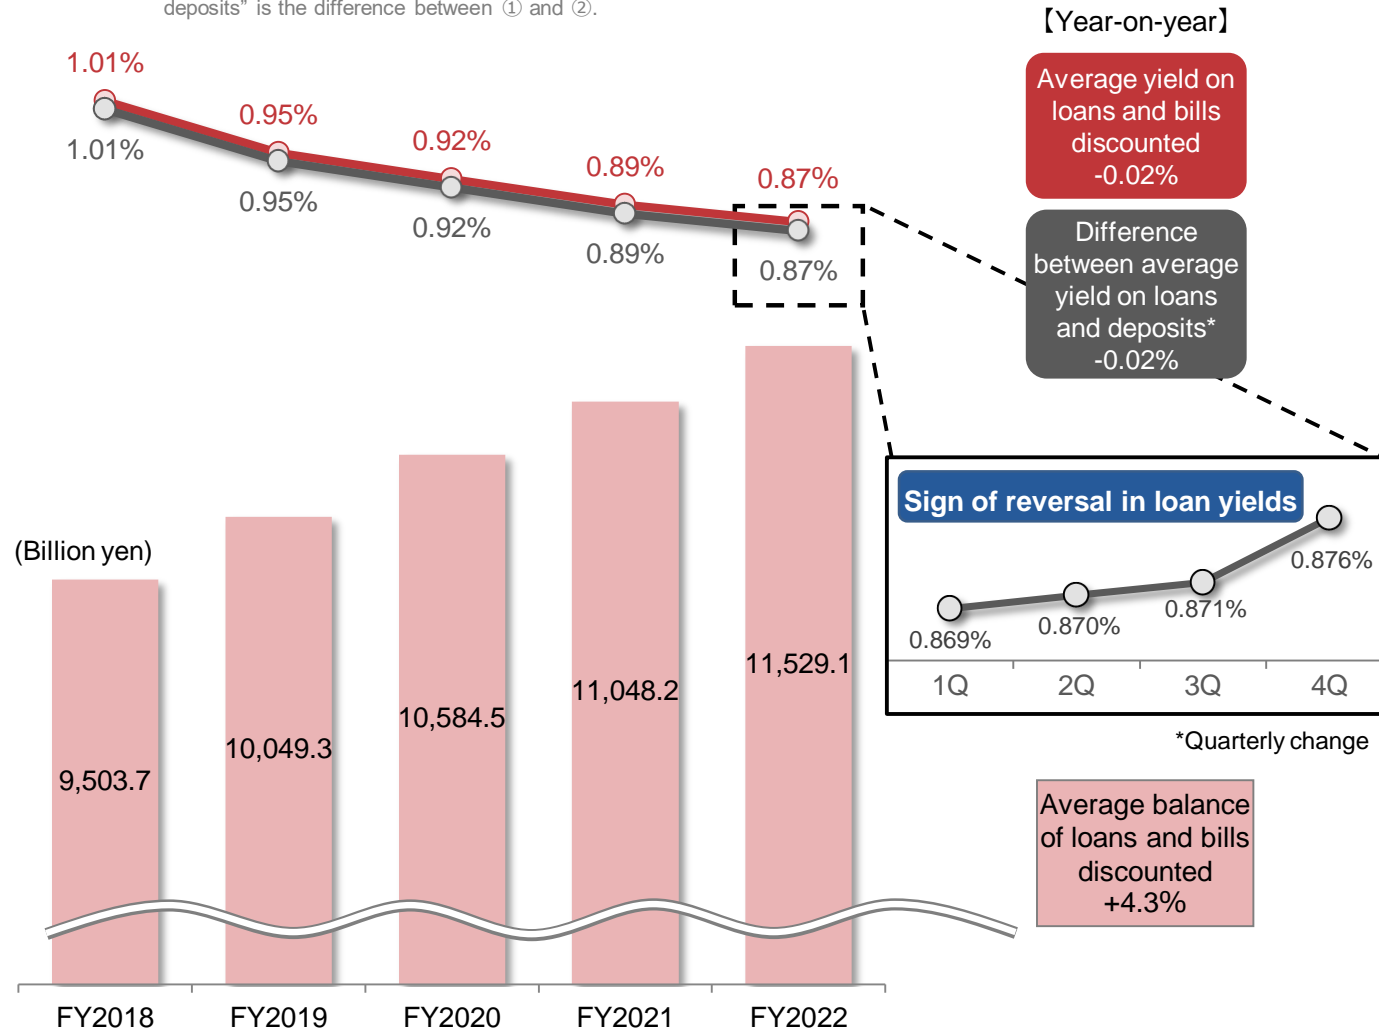 deposits” is the difference between ① and ②.
【Year-on-year】
1.01%
0.95%
0.92%
0.89%
0.87%
1.01%
0.95%
0.92%
0.89%
0.87%
Average yield on
loans and bills
discounted
-0.02%
Difference
between average
yield on loans
and deposits*
-0.02%
Sign of reversal in loan yields
0.869%
0.870%
0.871%
0.876%
1Q
2Q
3Q
4Q
*Quarterly change
(Billion yen)
9,503.7
10,049.3
10,584.5
11,048.2
11,529.1
Average balance
of loans and bills
discounted
+4.3%
FY2018
FY2019
FY2020
FY2021
FY2022